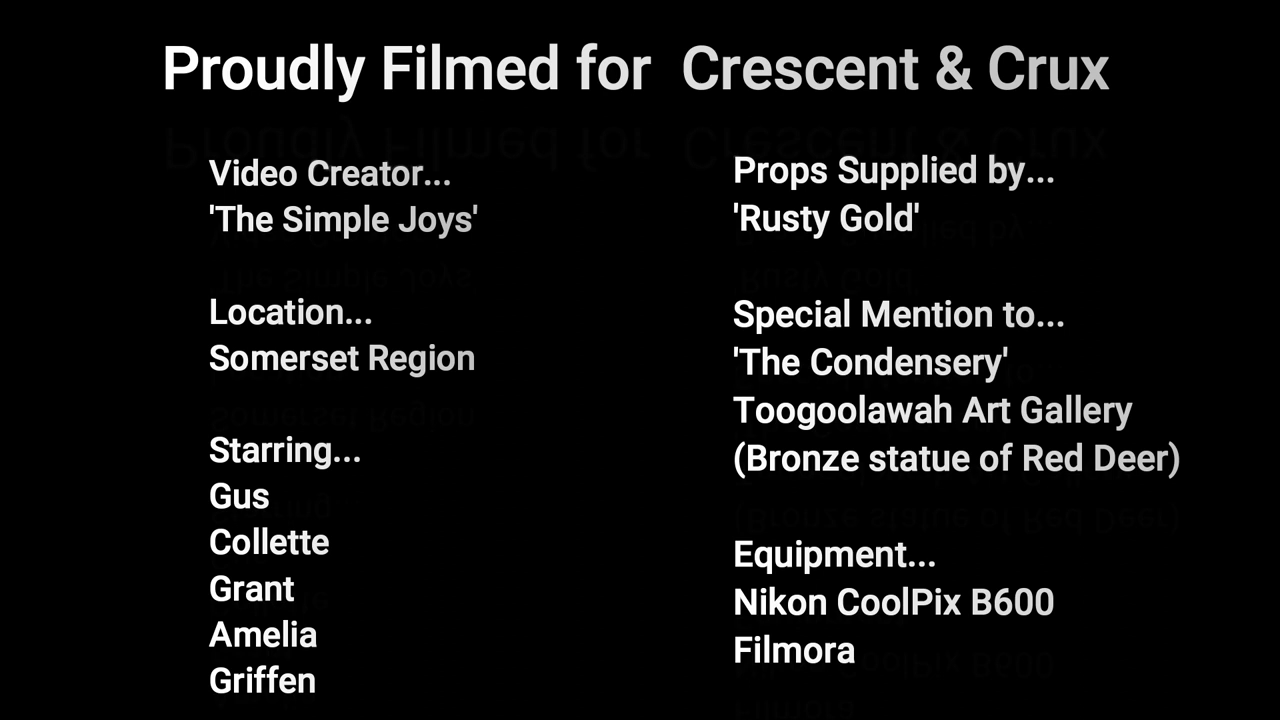 Proudly Filmed for Crescent & Crux
Video Creator...
'The Simple Joys'
Location...
Somerset Region
Starring...
Gus
Collette
Grant
Amelia
Griffen
Props Supplied by...
'Rusty Gold'
Special Mention to...
'The Condensery'
Toogoolawah Art Gallery
(Bronze statue of Red Deer)
Equipment...
Nikon CoolPix B600
Filmora